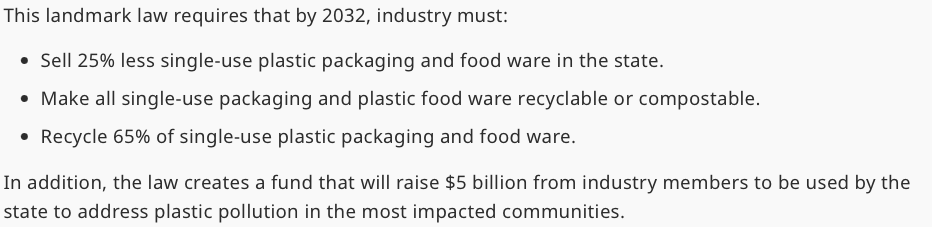 This landmark law requires that by 2032, industry must:
• Sell 25% less single-use plastic packaging and food ware in the state.
• Make all single-use packaging and plastic food ware recyclable or compostable.
• Recycle 65% of single-use plastic packaging and food ware.
In addition, the law creates a fund that will raise $5 billion from industry members to be used by the
state to address plastic pollution in the most impacted communities.